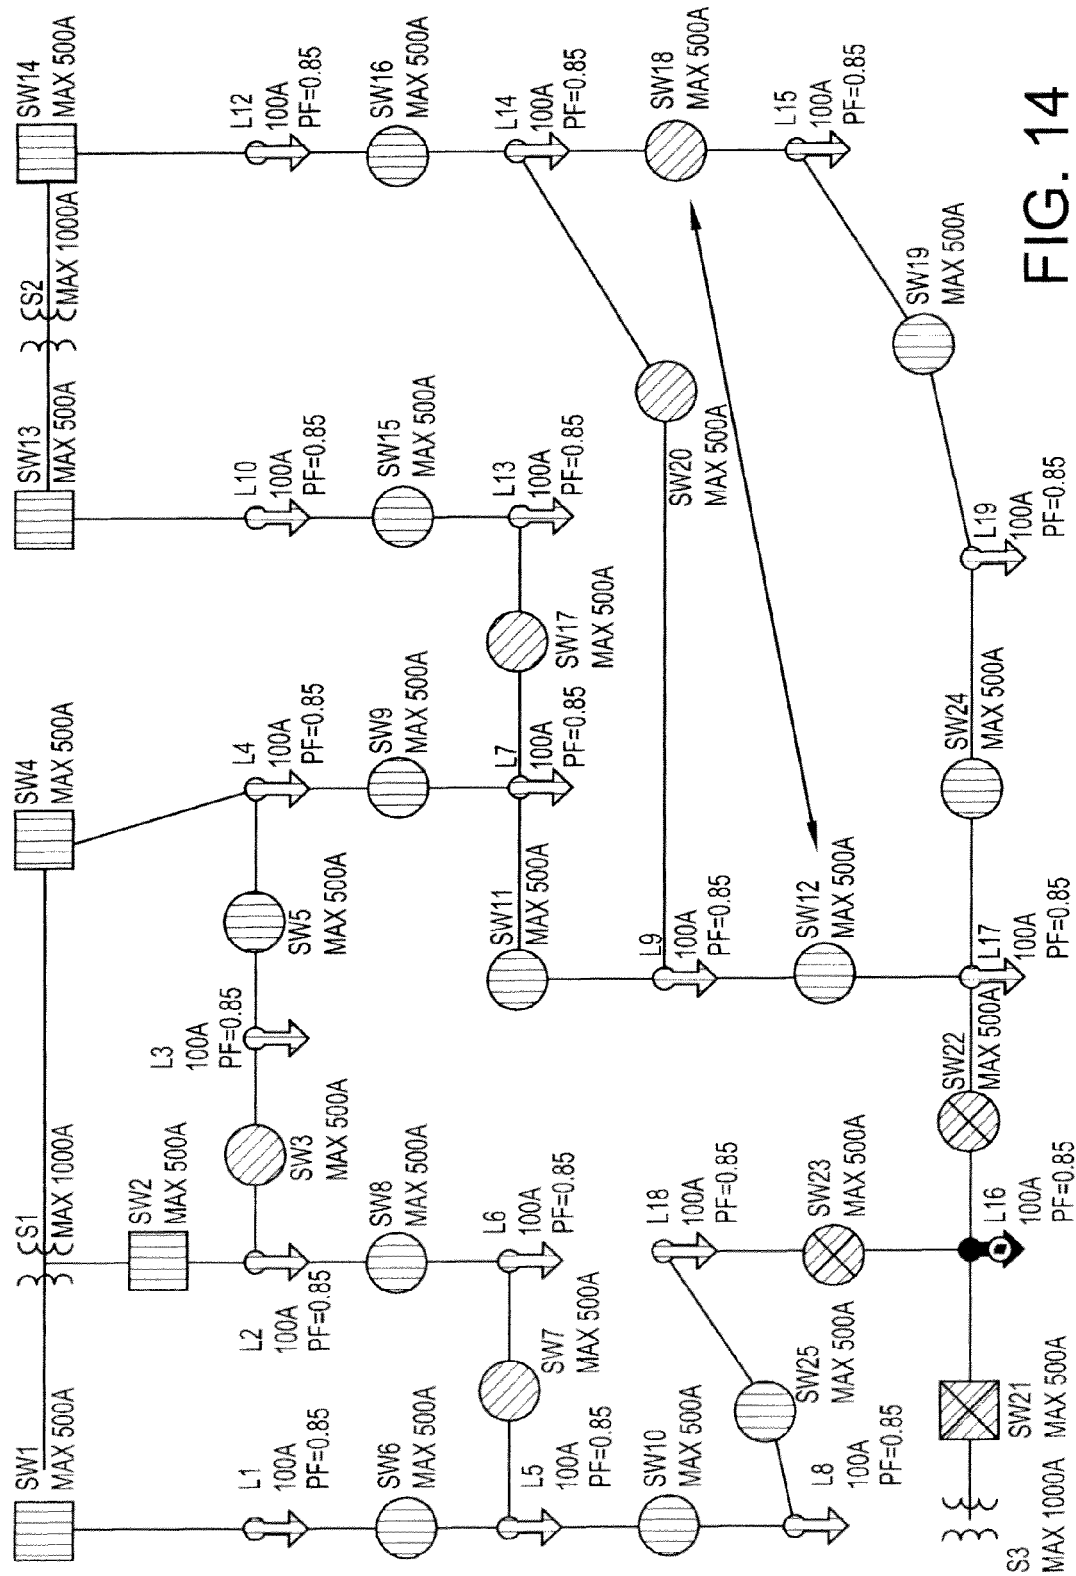 SW1
MAX 500A
S1
MAX 1000A
SW4
MAX 500A
SW13
MAX 500A
S2
MAX 1000A
SW14
MAX 500A
SW2
MAX 500A
L1
100A
PF=0.85
L2
100A
PF=0.85
SW3
MAX 500A
L3
100A
PF=0.85
SW5
MAX 500A
L4
100A
PF=0.85
L10
100A
PF=0.85
L12
100A
PF=0.85
SW6
MAX 500A
SW8
MAX 500A
SW9
MAX 500A
SW15
MAX 500A
SW16
MAX 500A
L5
100A
PF=0.85
SW7
MAX 500A
L6
100A
PF=0.85
SW11
MAX 500A
L7
100A
PF=0.85
SW17
MAX 500A
L13
100A
PF=0.85
L14
100A
PF=0.85
SW10
MAX 500A
L18
100A
PF=0.85
L9
100A
PF=0.85
SW20
MAX 500A
SW18
MAX 500A
L8
100A
PF=0.85
SW25
MAX 500A
SW23
MAX 500A
SW12
MAX 500A
L15
100A
PF=0.85
SW19
MAX 500A
S3
MAX 1000A
SW21
MAX 500A
L16
100A
PF=0.85
SW22
MAX 500A
L17
100A
PF=0.85
SW24
MAX 500A
L19
100A
PF=0.85
FIG. 14